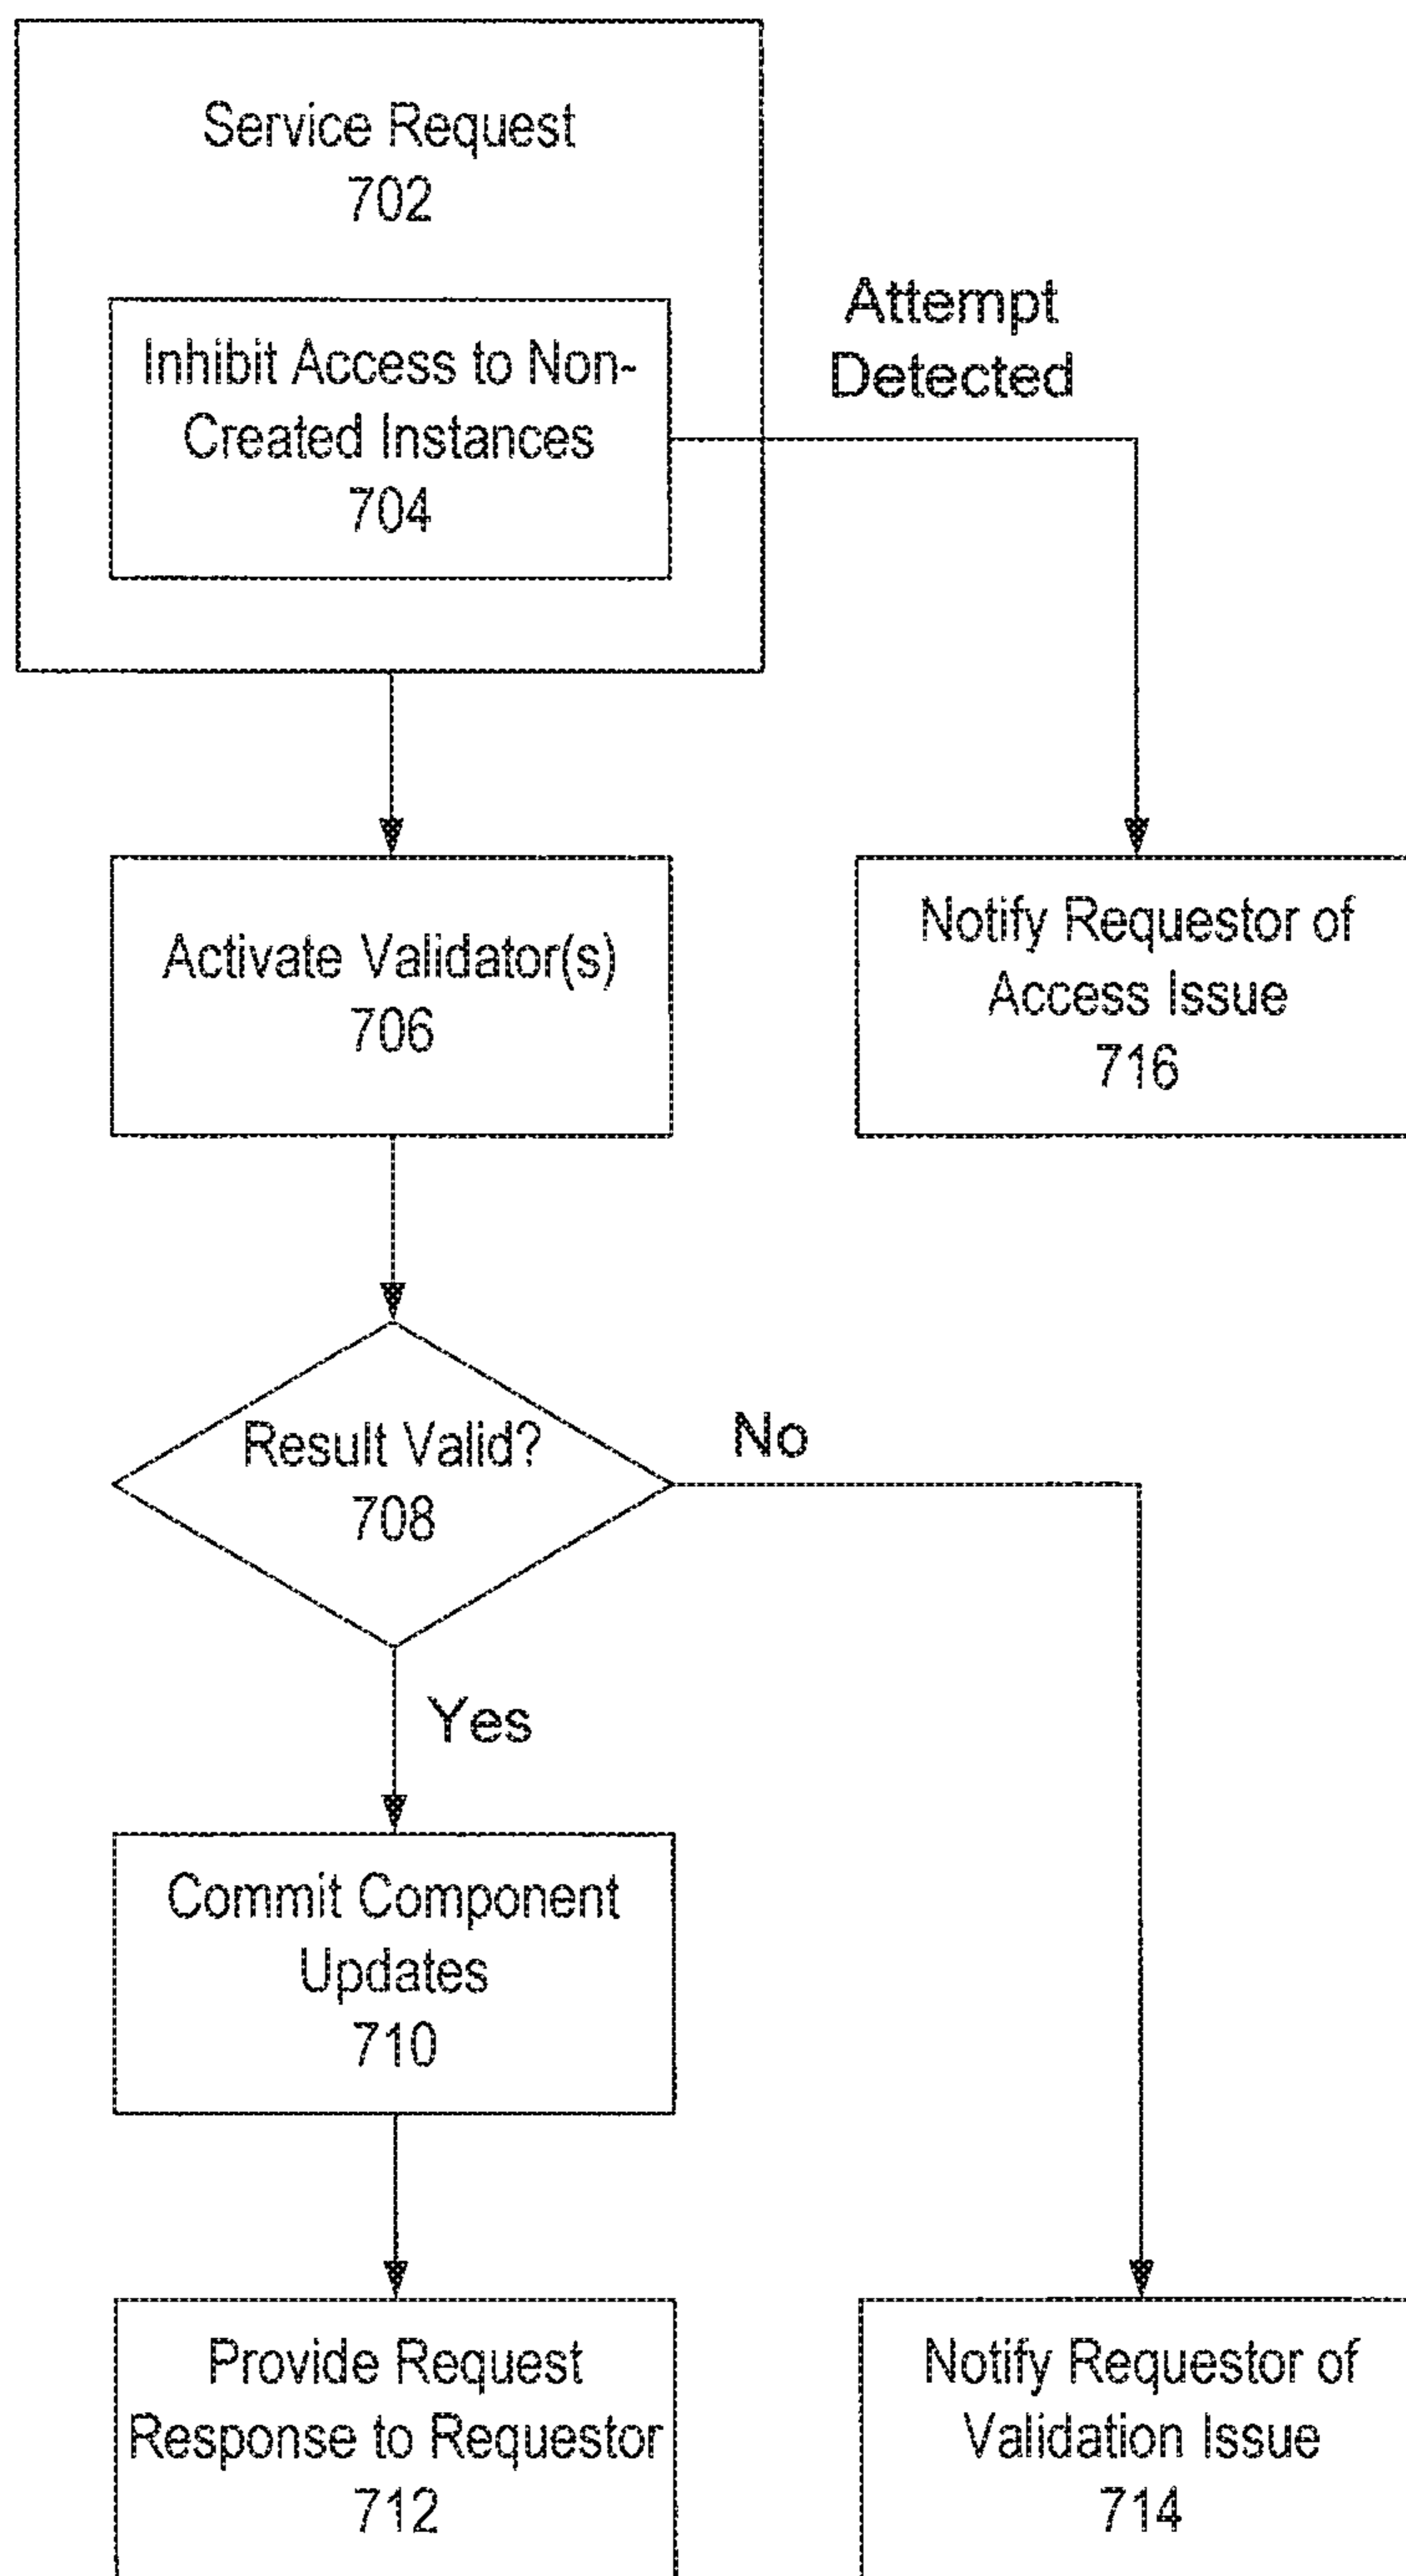 Service Request
702
Inhibit Access to Non-
Created Instances
704
Attempt
Detected
Activate Validator(s)
706
Notify Requestor of
Access Issue
716
Result Valid?
708
No
Yes
Commit Component
Updates
710
Provide Request
Response to Requestor
712
Notify Requestor of
Validation Issue
714